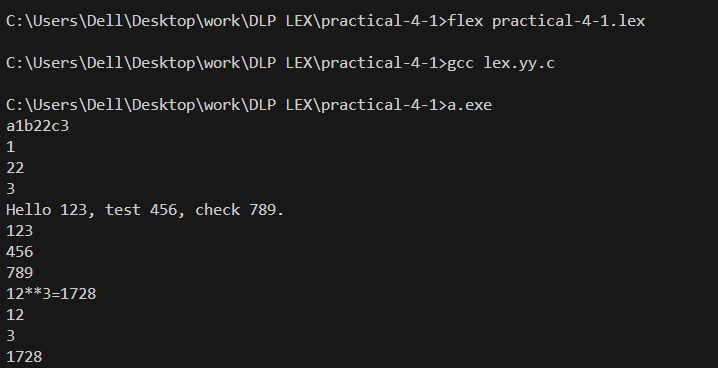 C:\Users\Dell\Desktop\work\DLP LEX\practical-4-1>flex practical-4-1.lex
C:\Users\Dell\Desktop\work\DLP LEX\practical-4-1>gcc lex.yy.c
C:\Users\Dell\Desktop\work\DLP LEX\practical-4-1>a.exe
a1b22c3
1
22
3
Hello 123, test 456, check 789.
123
456
789
12**3=1728
12
3
1728